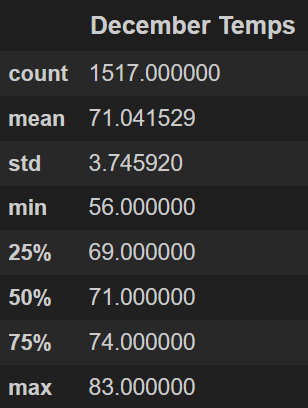 December Temps
count 1517.000000
mean 71.041529
std 3.745920
min 56.000000
25% 69.000000
50% 71.000000
75% 74.000000
max 83.000000